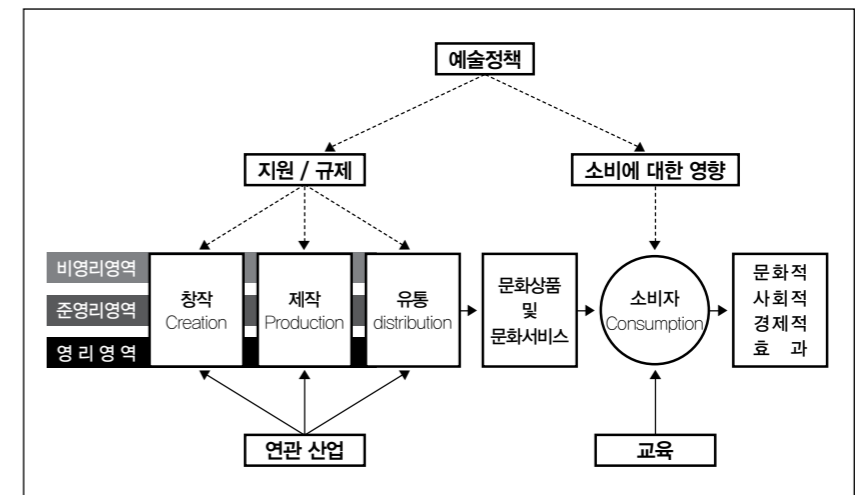 예술정책
지원 / 규제
소비에 대한 영향
비영리영역
준영리영역
영 리 영 역
창작
Creation
제작
Production
유통
distribution
문화상품
및
문화서비스
소비자
Consumption
문화적
사회적
경제적
효 과
연관 산업
교육